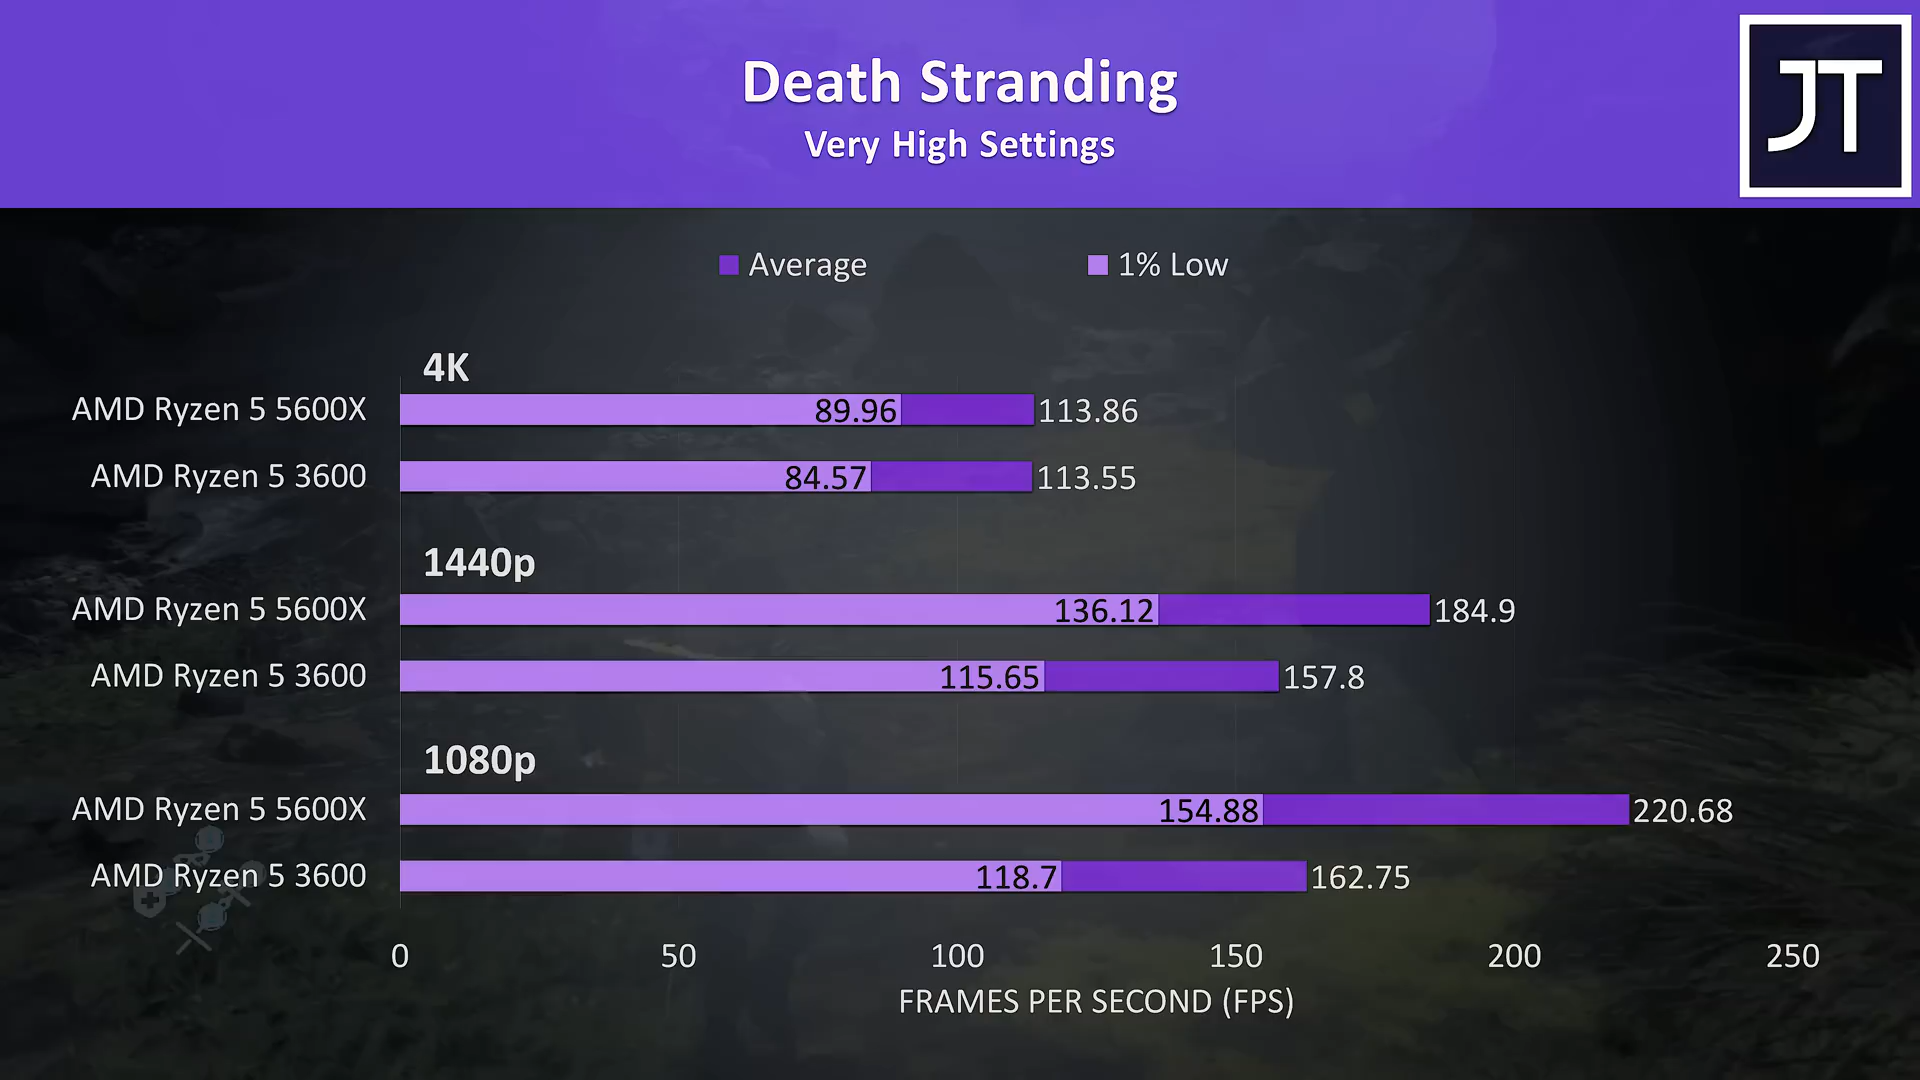 Death Stranding
Very High Settings
JT
Average
1% Low
4K
AMD Ryzen 5 5600X 89.96 113.86
AMD Ryzen 5 3600 84.57 113.55
1440p
AMD Ryzen 5 5600X 136.12 184.9
AMD Ryzen 5 3600 115.65 157.8
1080p
AMD Ryzen 5 5600X 154.88 220.68
AMD Ryzen 5 3600 118.7 162.75
0 50 100 150 200 250
FRAMES PER SECOND (FPS)